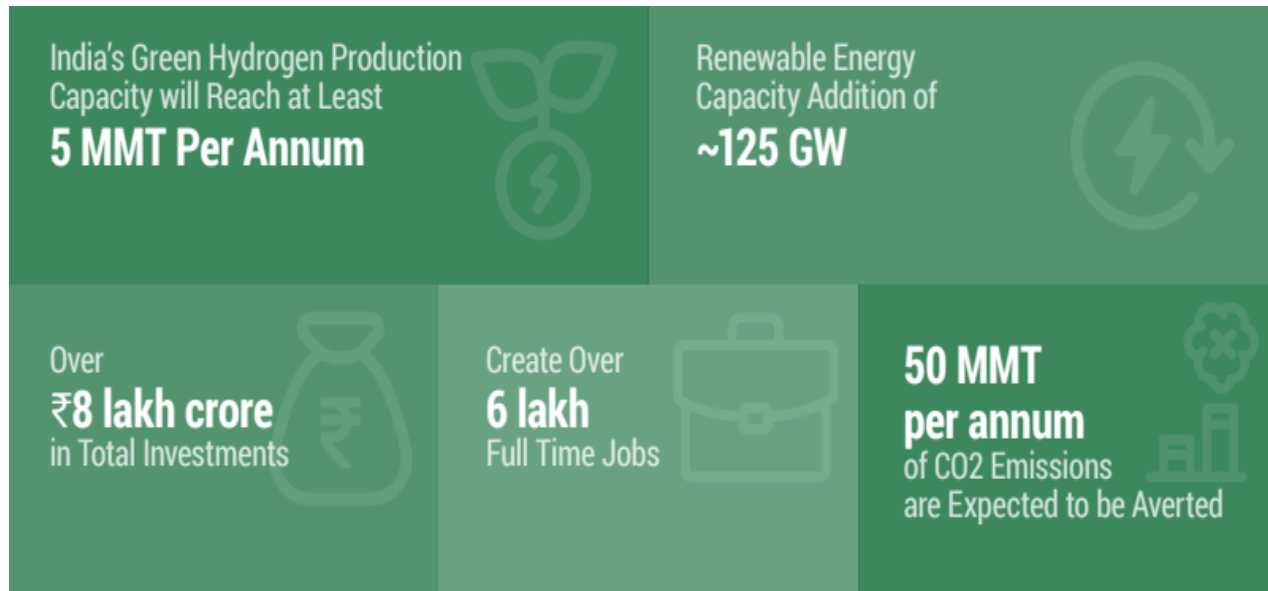 India's Green Hydrogen Production
Capacity will Reach at Least
5 MMT Per Annum
Renewable Energy
Capacity Addition of
~125 GW
Over
₹8 lakh crore
in Total Investments
Create Over
6 lakh
Full Time Jobs
50 MMT
per annum
of CO2 Emissions
are Expected to be Averted
₹